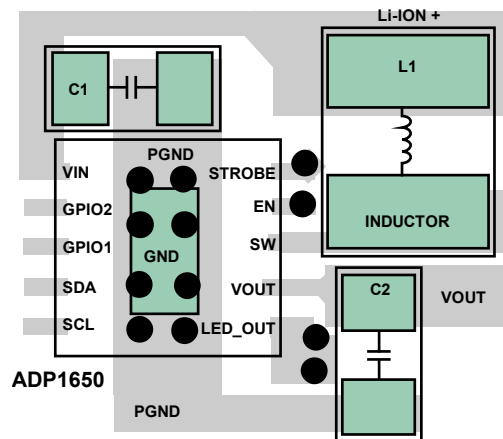 Li-ION +
C1
L1
PGND
VIN
STROBE
GPIO2
EN
INDUCTOR
GPIO1
SW
GND
SDA
VOUT
C2
VOUT
SCL
LED_OUT
ADP1650
PGND